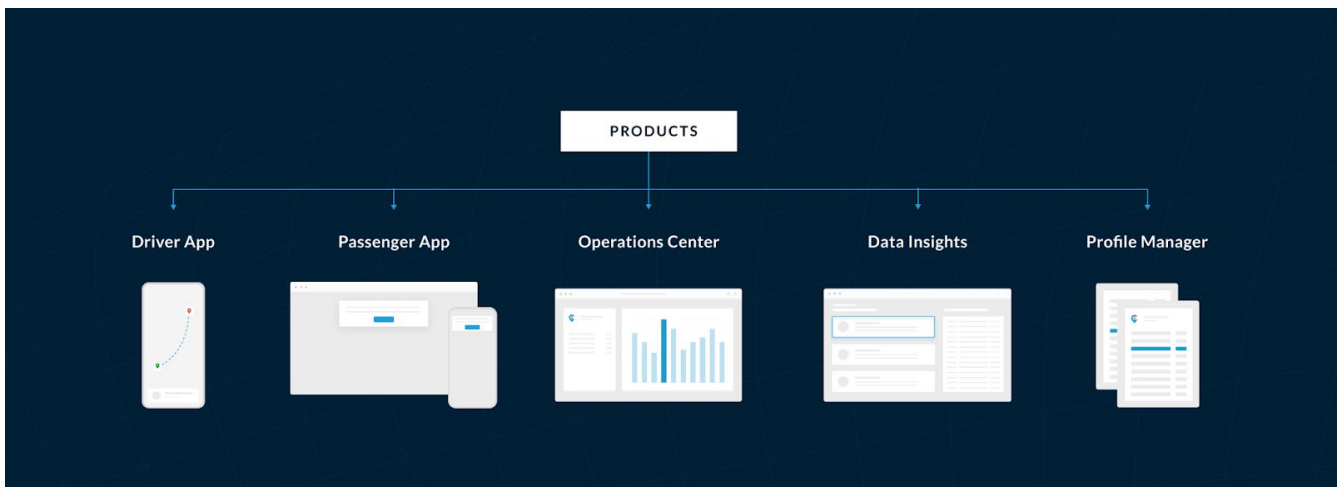 PRODUCTS
Driver App
Passenger App
Operations Center
Data Insights
Profile Manager